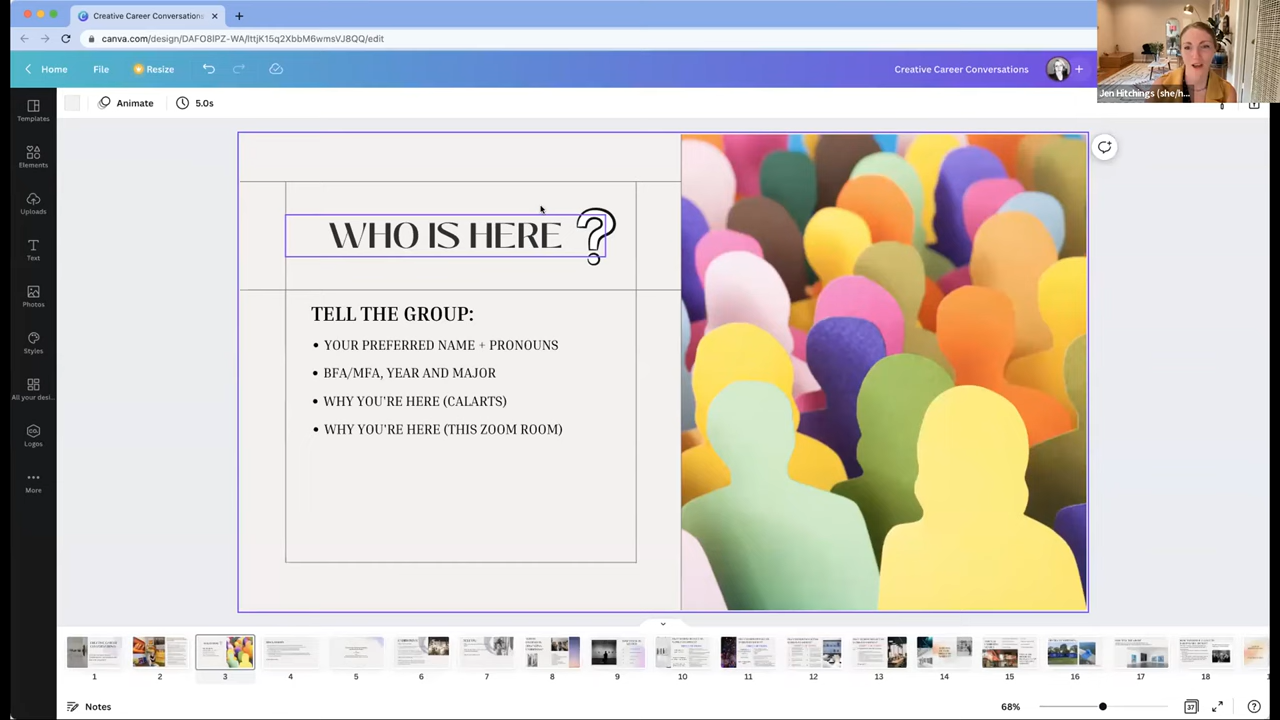 Creative Career Conversations
canva.com/design/DAFO8IPZ-WA/IttjK15q2XbbM6wmsVJ8QQ/edit
Home
File
Resize
Creative Career Conversations
Jen Hitchings (she/h...
Animate
5.0s
Templates
Elements
Uploads
Text
Photos
Styles
All your desi...
Logos
More
WHO IS HERE ?
TELL THE GROUP:
• YOUR PREFERRED NAME + PRONOUNS
• BFA/MFA, YEAR AND MAJOR
• WHY YOU'RE HERE (CALARTS)
• WHY YOU'RE HERE (THIS ZOOM ROOM)
1 2 3 4 5 6 7 8 9 10 11 12 13 14 15 16 17 18
Notes
68%
37